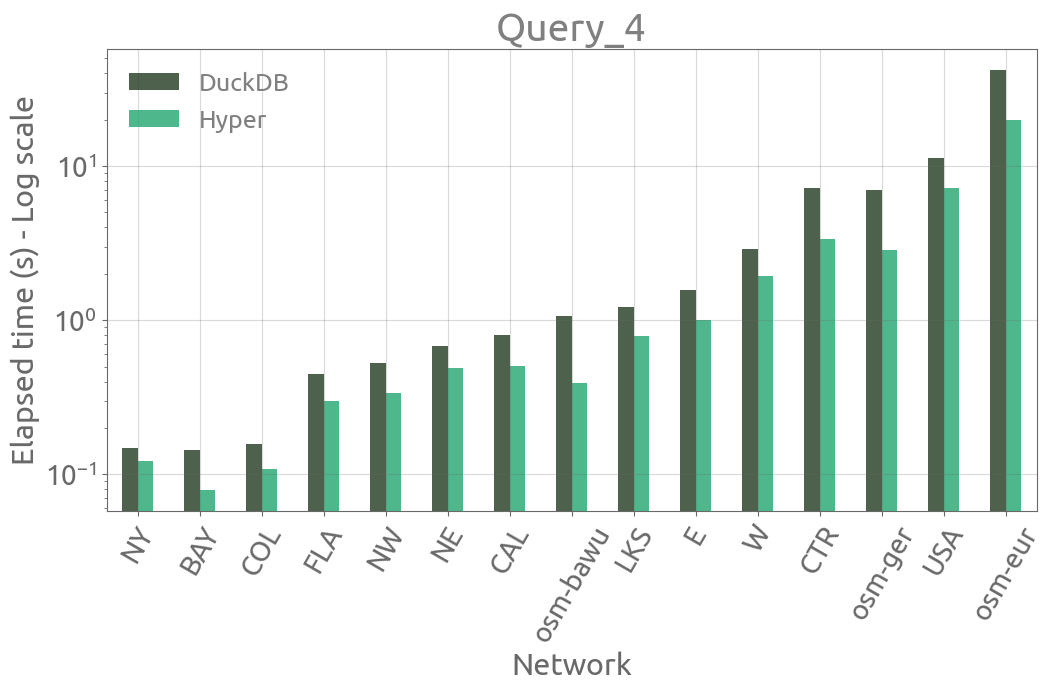 Query_4
DuckDB
Hyper
Elapsed time (s) - Log scale
10¹
10⁰
10⁻¹
NY
BAY
COL
FLA
NW
NE
CAL
osm-bawu
LKS
E
W
CTR
osm-ger
USA
osm-eur
Network